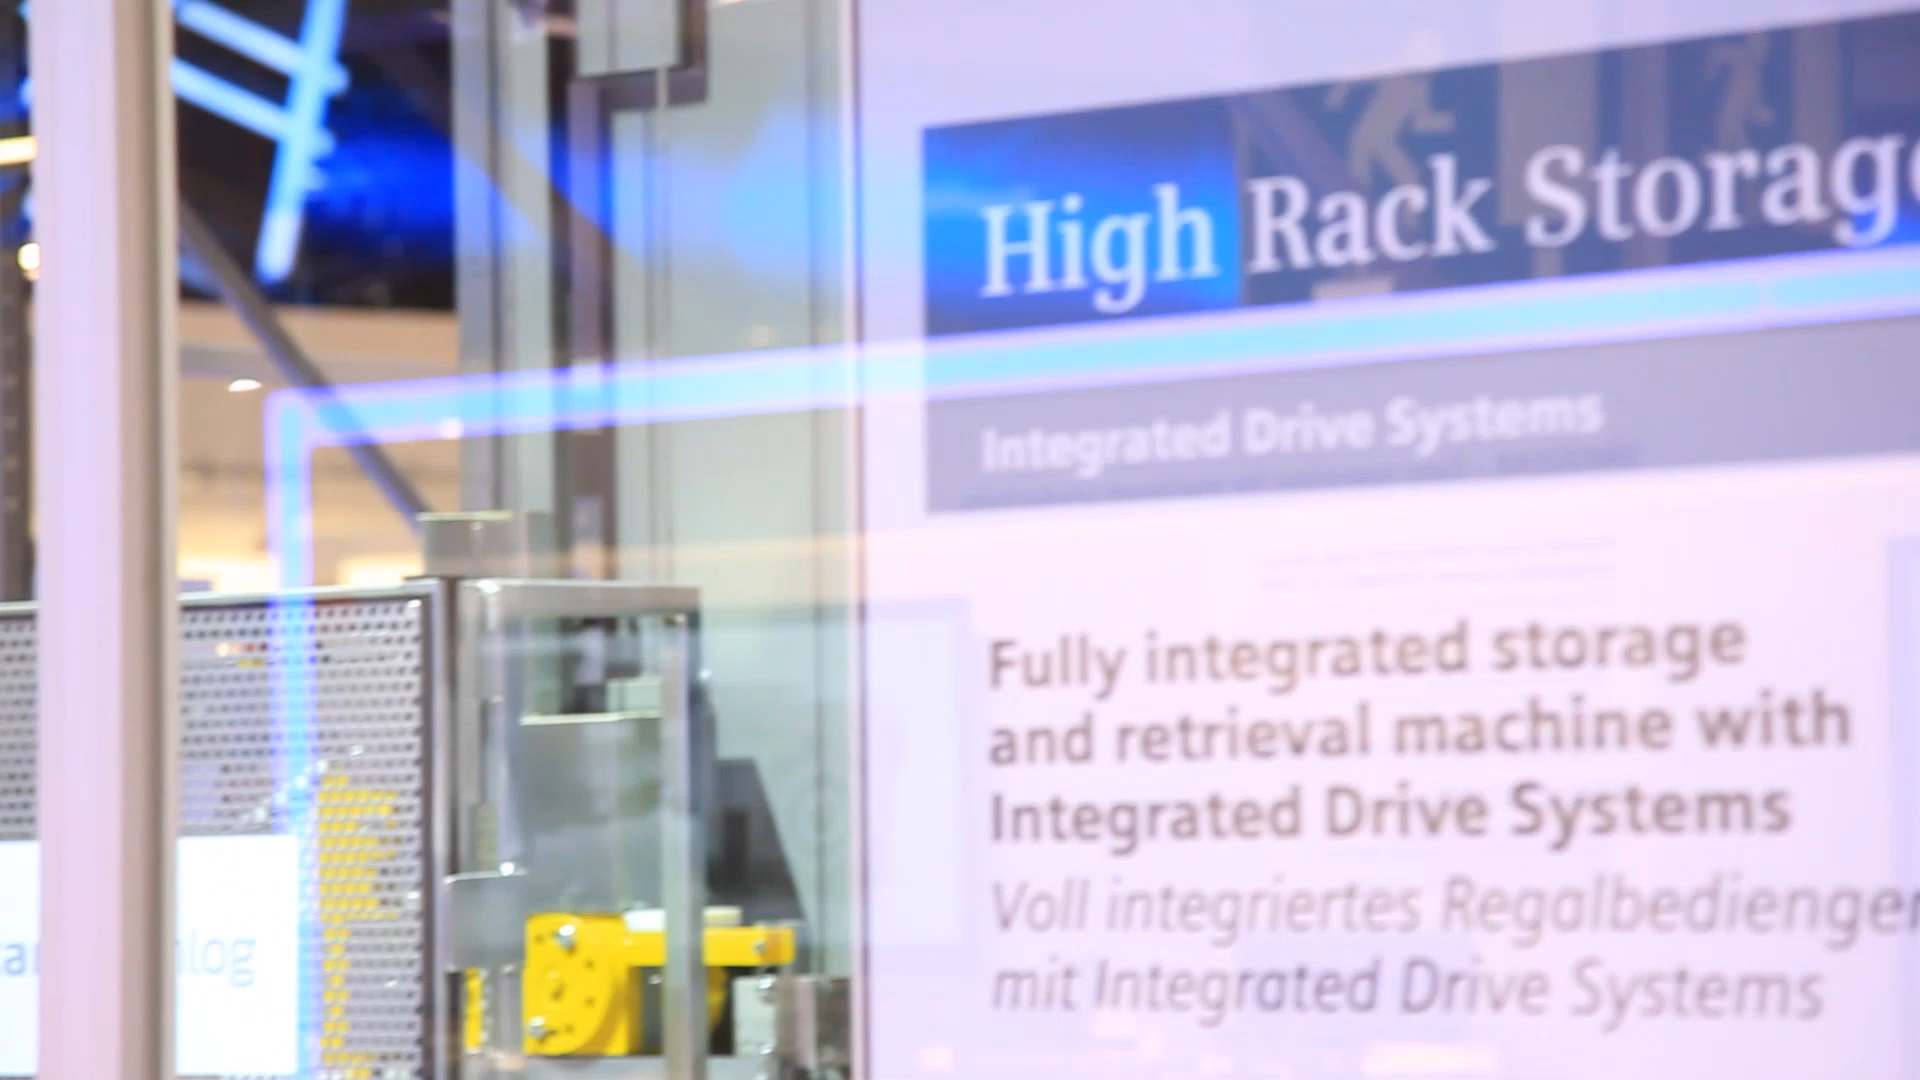 High Rack Storage
Integrated Drive Systems
Fully integrated storage
and retrieval machine with
Integrated Drive Systems
Voll integriertes Regalbedienger
mit Integrated Drive Systems